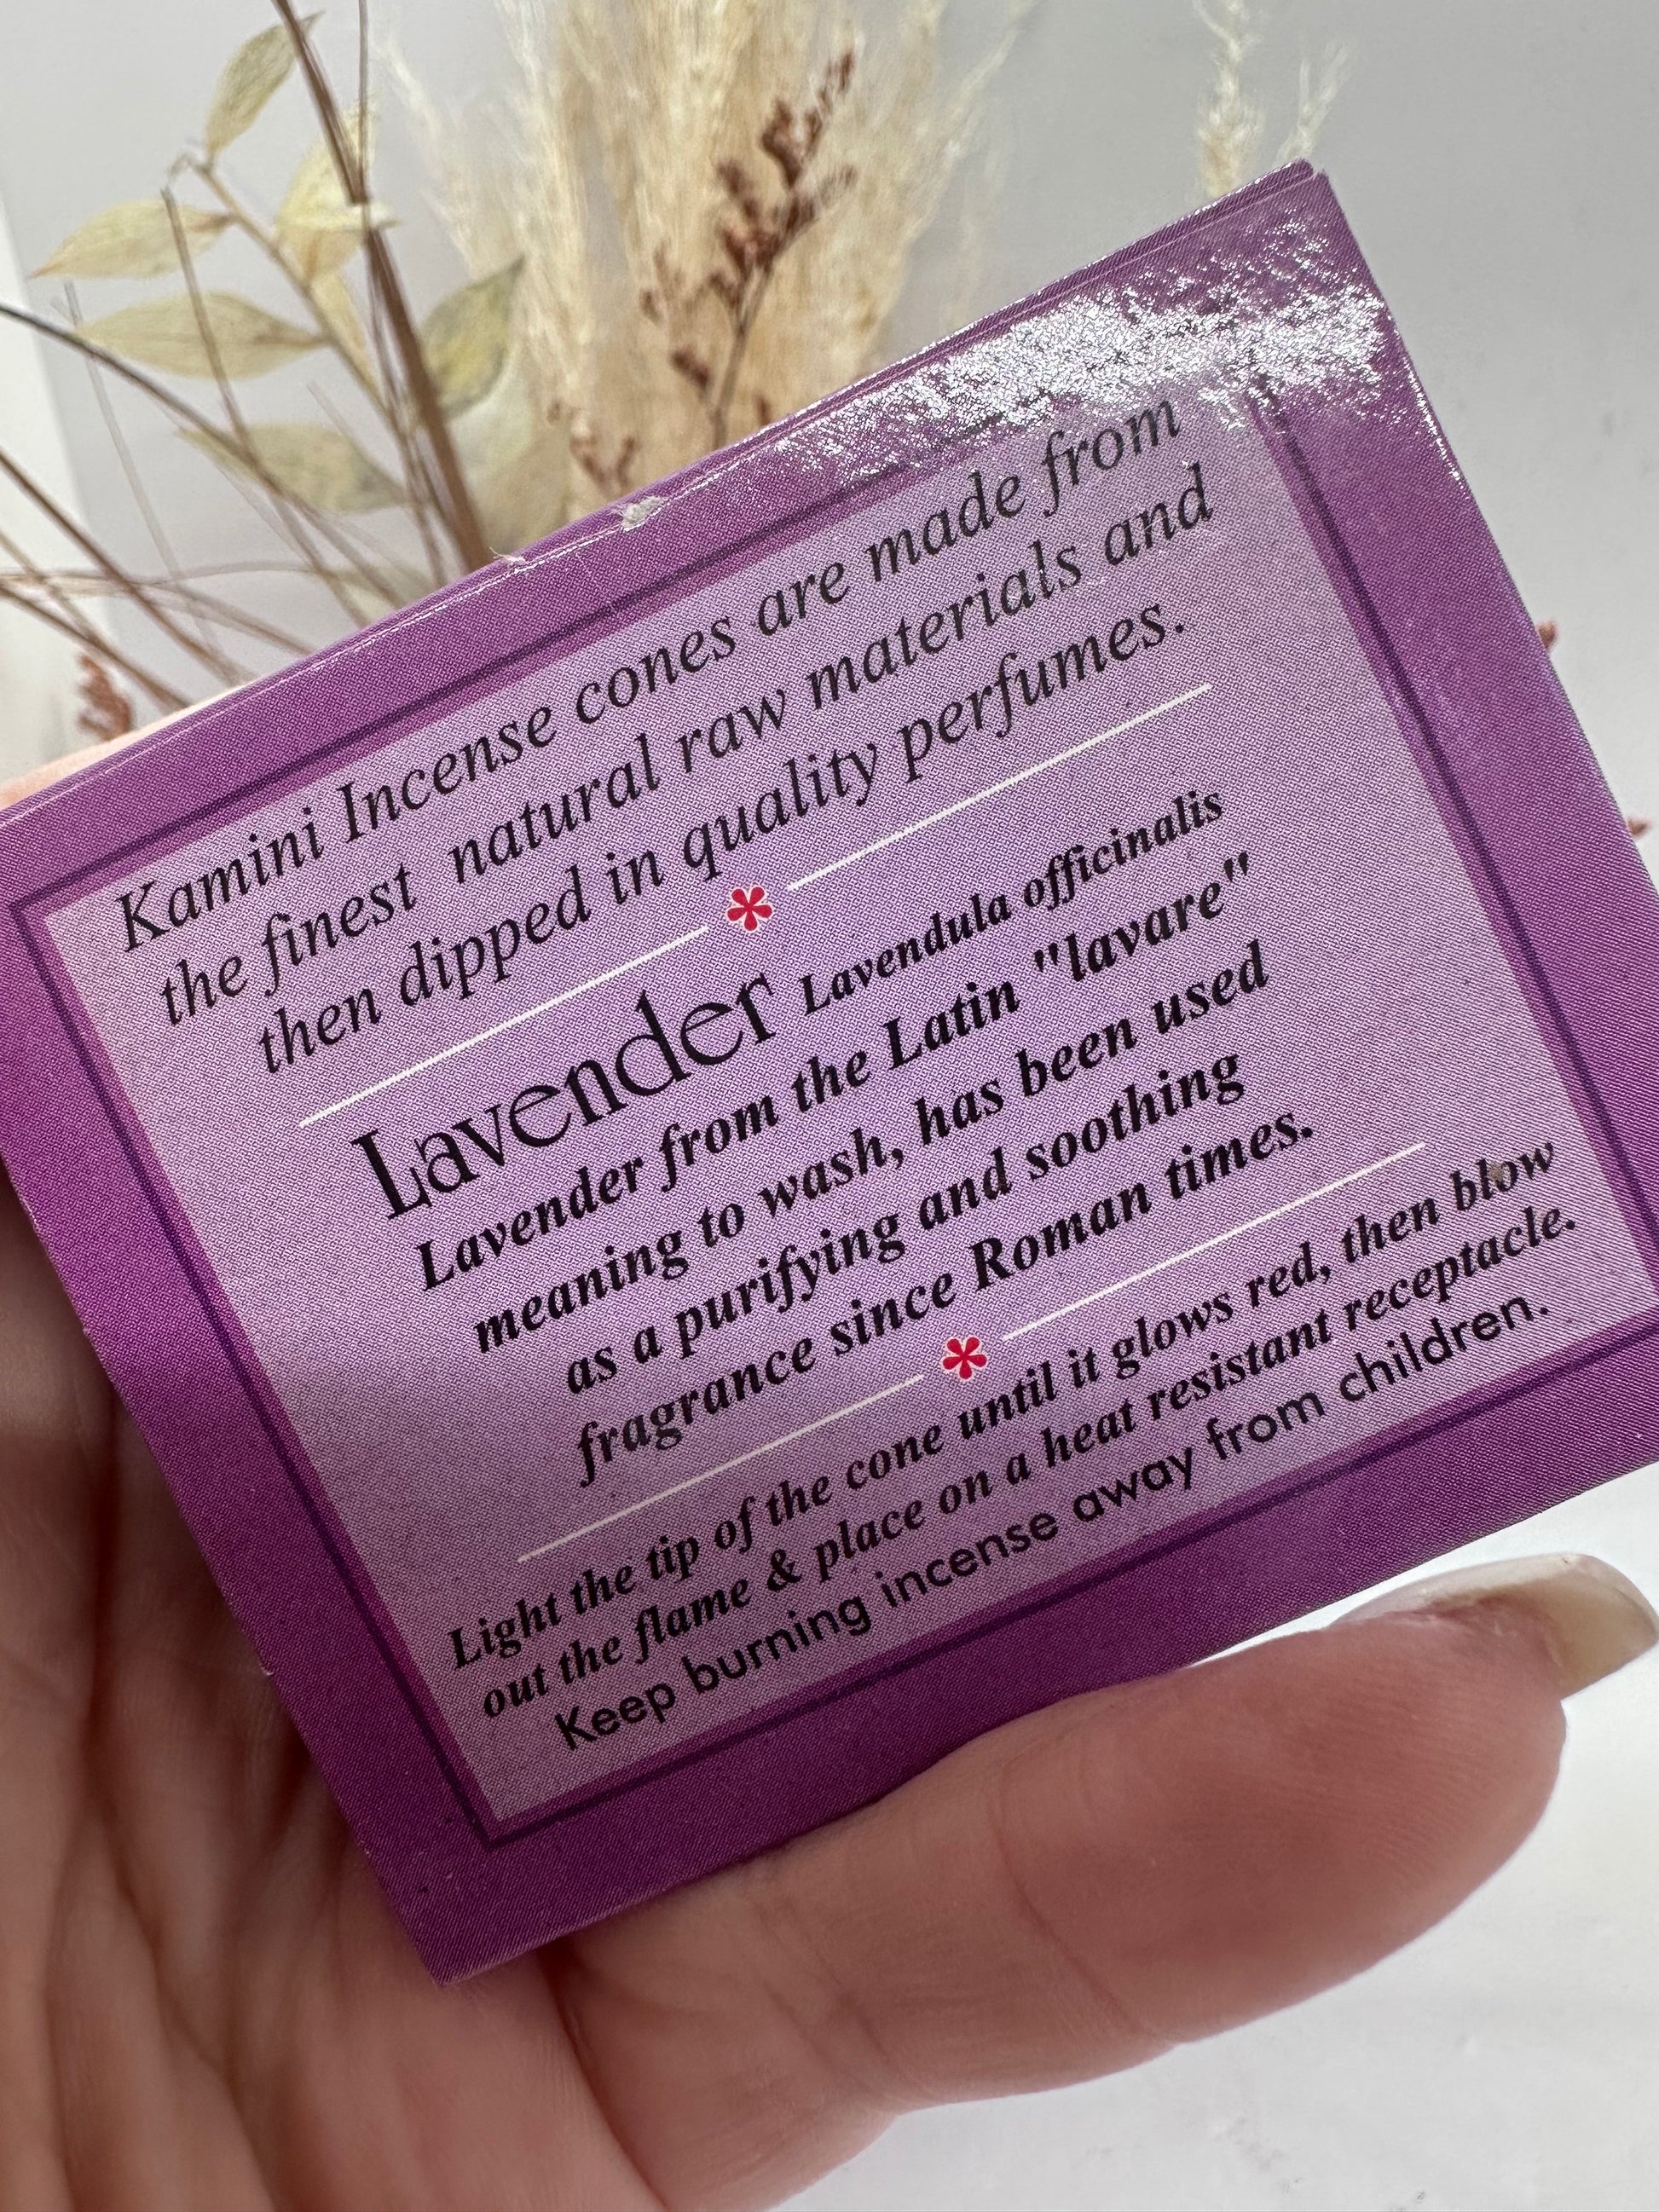 Kamini Incense cones are made from
the finest natural raw materials and
then dipped in quality perfumes.
Lavender Lavendula officinalis
Lavender from the Latin "lavare"
meaning to wash, has been used
as a purifying and soothing
fragrance since Roman times.
Light the tip of the cone until it glows red, then blow
out the flame & place on a heat resistant receptacle.
Keep burning incense away from children.